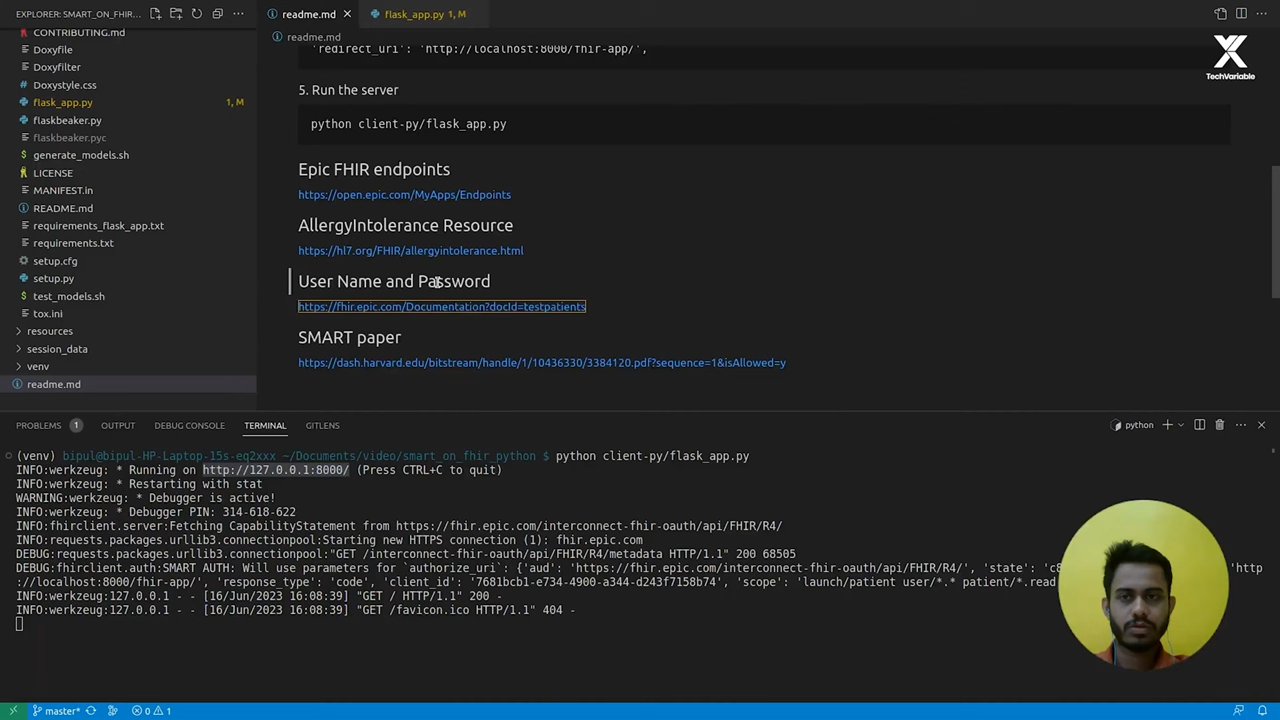 EXPLORER: SMART_ON_FHIR...
readme.md
flask_app.py 1, M
CONTRIBUTING.md
Doxyfile
Doxyfilter
Doxystyle.css
flask_app.py 1, M
flaskbeaker.py
flaskbeaker.pyc
generate_models.sh
LICENSE
MANIFEST.in
README.md
requirements_flask_app.txt
requirements.txt
setup.cfg
setup.py
test_models.sh
tox.ini
resources
session_data
venv
readme.md
readme.md
'redirect_uri': 'http://localhost:8000/fhir-app/',
5. Run the server
python client-py/flask_app.py
Epic FHIR endpoints
https://open.epic.com/MyApps/Endpoints
AllergyIntolerance Resource
https://hl7.org/FHIR/allergyintolerance.html
User Name and Password
https://fhir.epic.com/Documentation?docId=testpatients
SMART paper
https://dash.harvard.edu/bitstream/handle/1/10436330/3384120.pdf?sequence=1&isAllowed=y
TechVariable
PROBLEMS 1 OUTPUT DEBUG CONSOLE TERMINAL GITLENS
python
(venv) bipul@bipul-HP-Laptop-15s-eq2xxx ~/Documents/video/smart_on_fhir_python $ python client-py/flask_app.py
INFO:werkzeug: * Running on http://127.0.0.1:8000/ (Press CTRL+C to quit)
INFO:werkzeug: * Restarting with stat
WARNING:werkzeug: * Debugger is active!
INFO:werkzeug: * Debugger PIN: 314-618-622
INFO:fhirclient.server:Fetching CapabilityStatement from https://fhir.epic.com/interconnect-fhir-oauth/api/FHIR/R4/
INFO:requests.packages.urllib3.connectionpool:Starting new HTTPS connection (1): fhir.epic.com
DEBUG:requests.packages.urllib3.connectionpool:"GET /interconnect-fhir-oauth/api/FHIR/R4/metadata HTTP/1.1" 200 68505
DEBUG:fhirclient.auth:SMART AUTH: Will use parameters for `authorize_uri`: {'aud': 'https://fhir.epic.com/interconnect-fhir-oauth/api/FHIR/R4/', 'state': 'c8 'http
://localhost:8000/fhir-app/', 'response_type': 'code', 'client_id': '7681bcb1-e734-4900-a344-d243f7158b74', 'scope': 'launch/patient user/*.* patient/*.read
INFO:werkzeug:127.0.0.1 - - [16/Jun/2023 16:08:39] "GET / HTTP/1.1" 200 -
INFO:werkzeug:127.0.0.1 - - [16/Jun/2023 16:08:39] "GET /favicon.ico HTTP/1.1" 404 -
master* 0 1